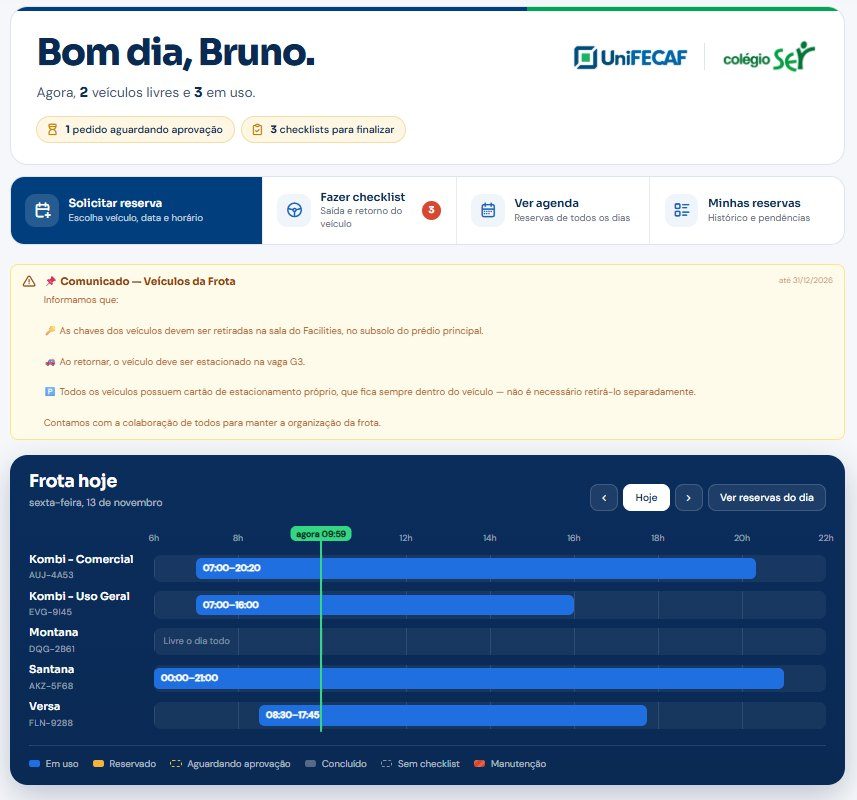 Bom dia, Bruno.
UniFECAF
colégio Ser
Agora, 2 veículos livres e 3 em uso.
1 pedido aguardando aprovação
3 checklists para finalizar
Solicitar reserva
Escolha veículo, data e horário
Fazer checklist
Saída e retorno do
veículo
3
Ver agenda
Reservas de todos os dias
Minhas reservas
Histórico e pendências
📌 Comunicado — Veículos da Frota
até 31/12/2026
Informamos que:
🔑 As chaves dos veículos devem ser retiradas na sala do Facilities, no subsolo do prédio principal.
🚗 Ao retornar, o veículo deve ser estacionado na vaga G3.
🅿️ Todos os veículos possuem cartão de estacionamento próprio, que fica sempre dentro do veículo — não é necessário retirá-lo separadamente.
Contamos com a colaboração de todos para manter a organização da frota.
Frota hoje
sexta-feira, 13 de novembro
‹ Hoje › Ver reservas do dia
6h 8h agora 09:59 12h 14h 16h 18h 20h 22h
Kombi - Comercial
AUJ-4A53
07:00–20:20
Kombi - Uso Geral
EVG-9I45
07:00–16:00
Montana
DQG-2861
Livre o dia todo
Santana
AKZ-5F68
00:00–21:00
Versa
FLN-9288
08:30–17:45
Em uso Reservado Aguardando aprovação Concluído Sem checklist Manutenção